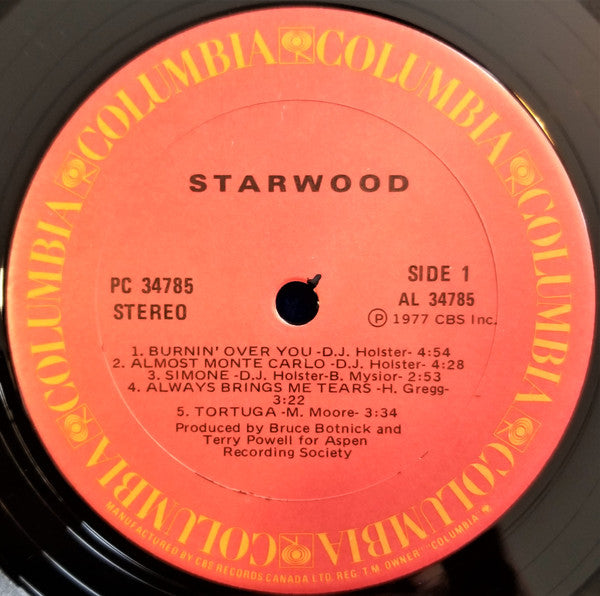 COLUMBIA COLUMBIA COLUMBIA COLUMBIA COLUMBIA COLUMBIA
STARWOOD
PC 34785
STEREO
SIDE 1
AL 34785
Ⓟ 1977 CBS Inc.
1. BURNIN' OVER YOU -D.J. Holster- 4:54
2. ALMOST MONTE CARLO -D.J. Holster- 4:28
3. SIMONE -D.J. Holster-B. Mysior- 2:53
4. ALWAYS BRINGS ME TEARS -H. Gregg-
3:22
5. TORTUGA -M. Moore- 3:34
Produced by Bruce Botnick and
Terry Powell for Aspen
Recording Society
MANUFACTURED BY CBS RECORDS CANADA LTD. REG. T.M. OWNER "COLUMBIA"